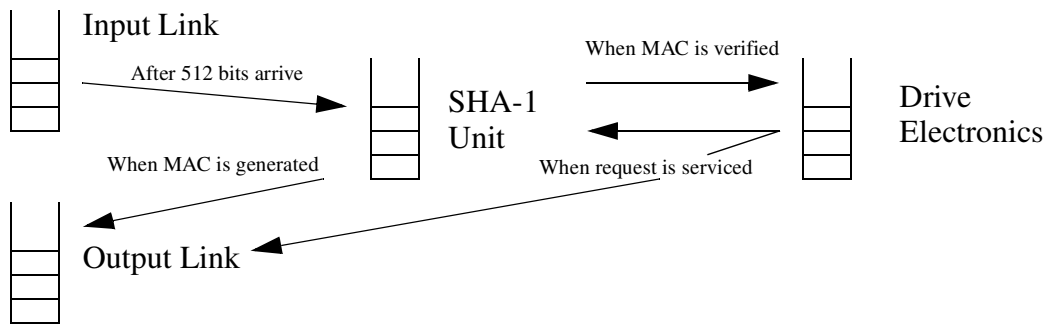 Input Link
When MAC is verified
After 512 bits arrive
SHA-1
Unit
Drive
Electronics
When MAC is generated
When request is serviced
Output Link